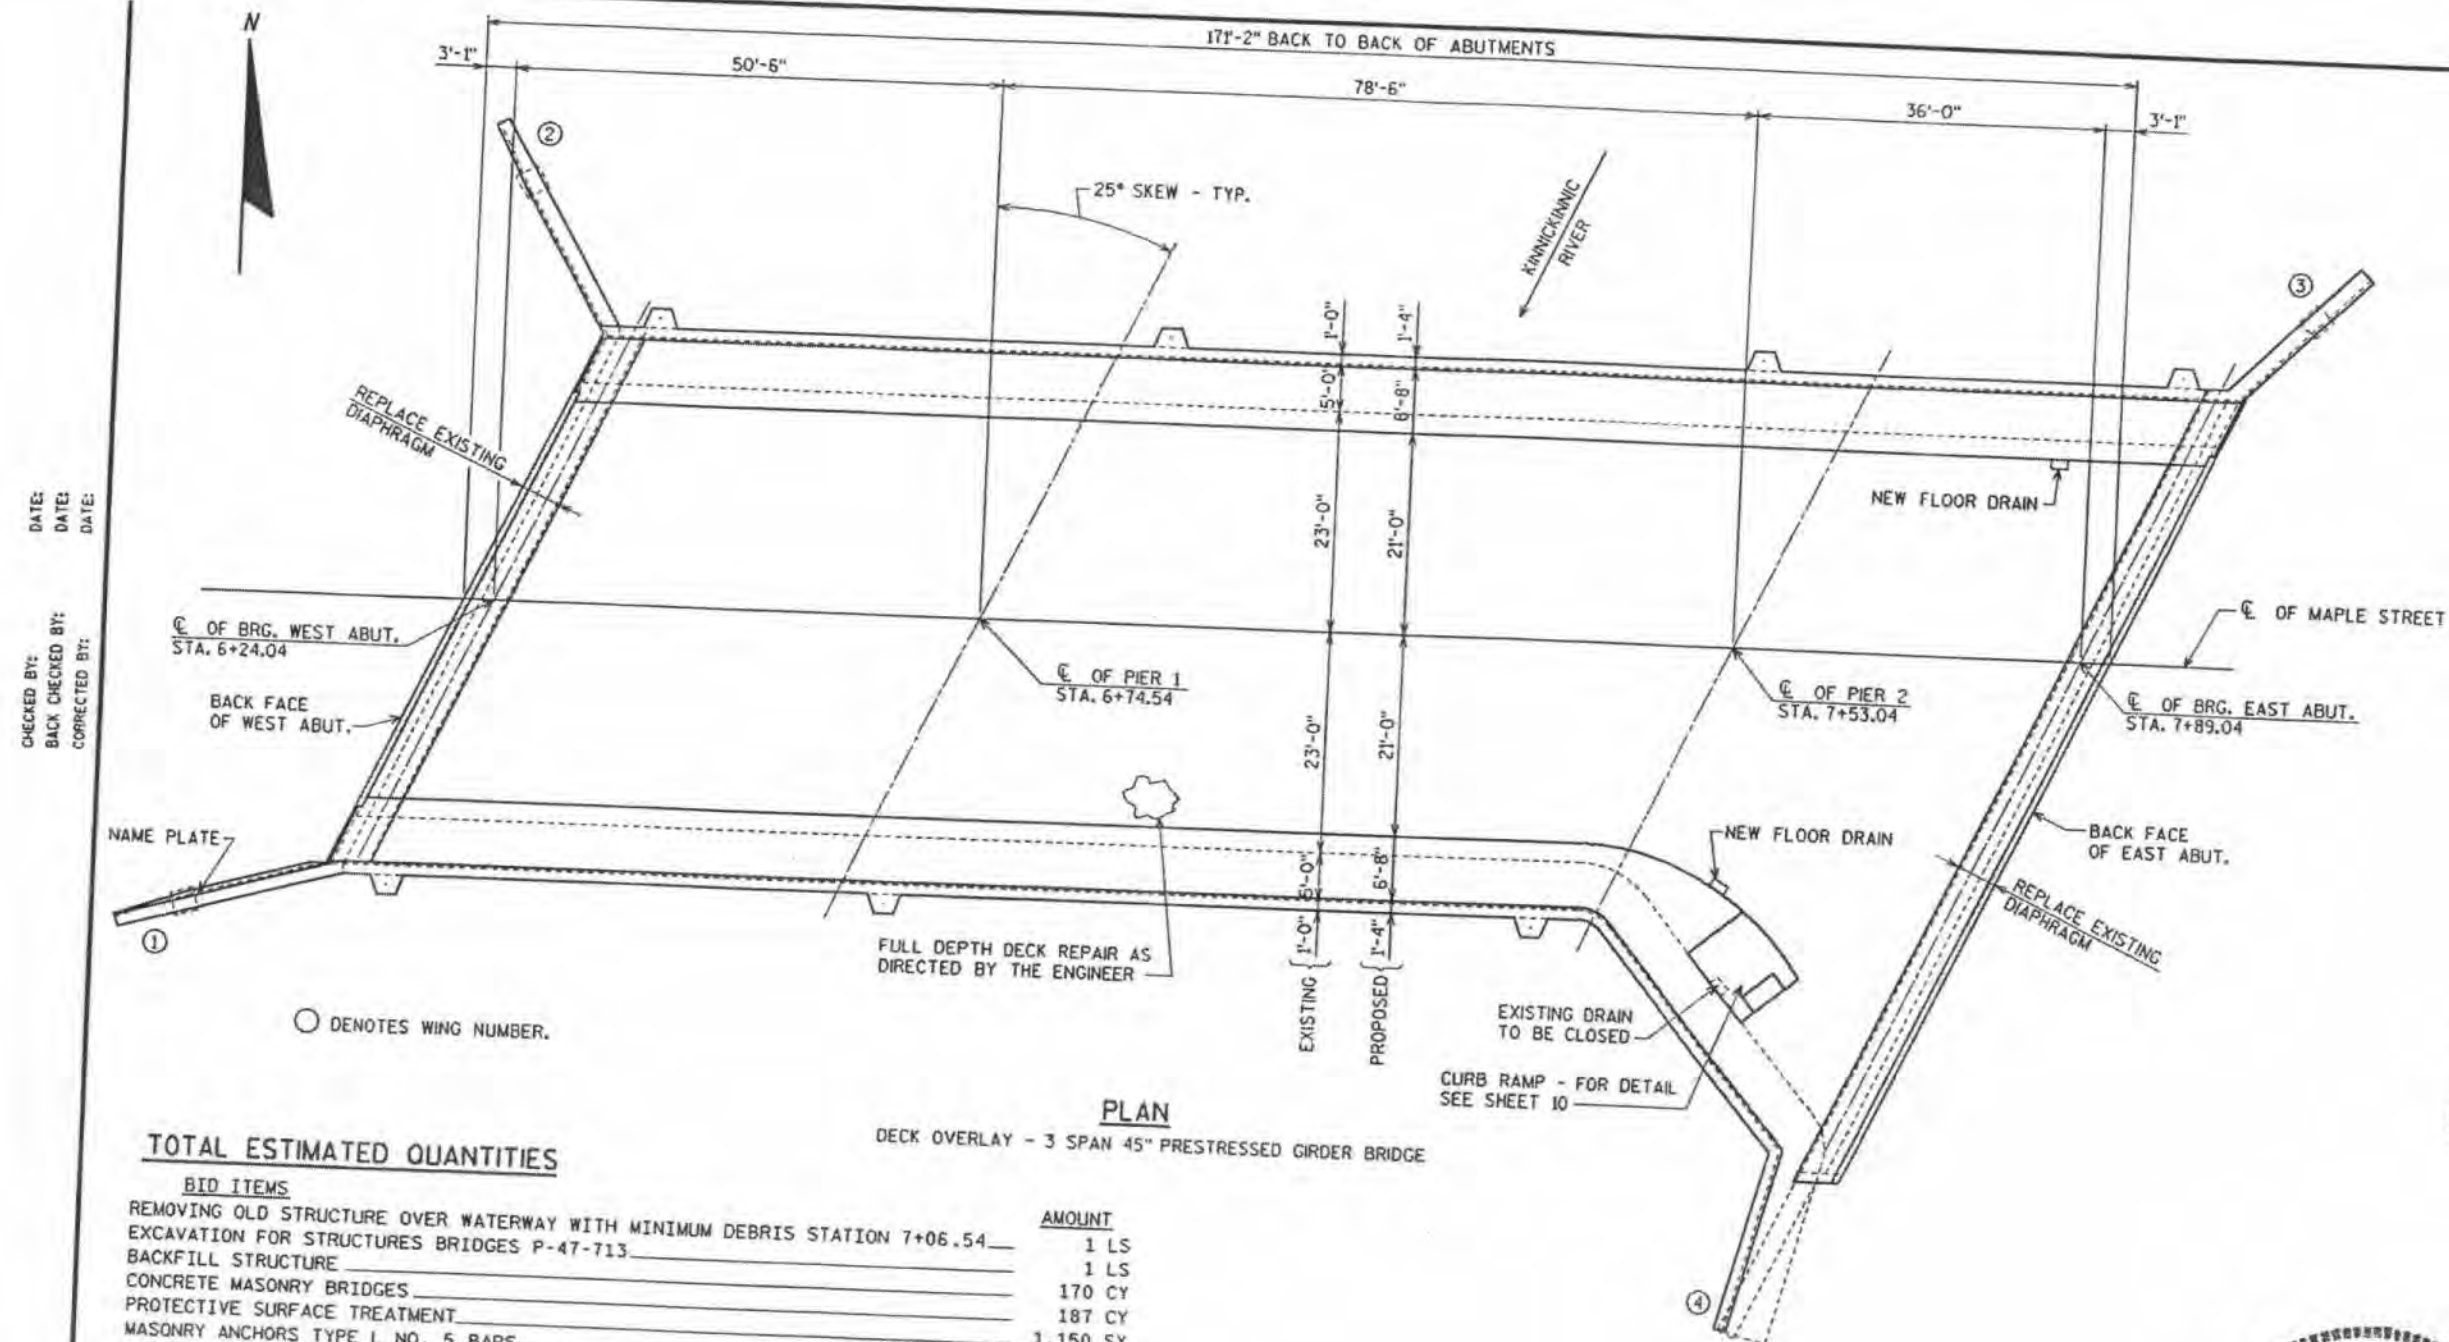 N
171'-2" BACK TO BACK OF ABUTMENTS
3'-1"
50'-6"
78'-6"
36'-0"
3'-1"
2
25° SKEW - TYP.
KINNICKINNIC
RIVER
3
1'-0"
1'-4"
5'-0"
6'-8"
REPLACE EXISTING
DIAPHRAGM
NEW FLOOR DRAIN
23'-0"
21'-0"
CHECKED BY: DATE:
BACK CHECKED BY: DATE:
CORRECTED BY: DATE:
℄ OF BRG. WEST ABUT.
STA. 6+24.04
℄ OF MAPLE STREET
℄ OF PIER 1
STA. 6+74.54
℄ OF PIER 2
STA. 7+53.04
℄ OF BRG. EAST ABUT.
STA. 7+89.04
BACK FACE
OF WEST ABUT.
23'-0"
21'-0"
NAME PLATE
NEW FLOOR DRAIN
BACK FACE
OF EAST ABUT.
6'-8"
REPLACE EXISTING
DIAPHRAGM
1
FULL DEPTH DECK REPAIR AS
DIRECTED BY THE ENGINEER
1'-0"
1'-4"
EXISTING
PROPOSED
EXISTING DRAIN
TO BE CLOSED
DENOTES WING NUMBER.
CURB RAMP - FOR DETAIL
SEE SHEET 10
PLAN
DECK OVERLAY - 3 SPAN 45" PRESTRESSED GIRDER BRIDGE
4
TOTAL ESTIMATED QUANTITIES
BID ITEMS AMOUNT
REMOVING OLD STRUCTURE OVER WATERWAY WITH MINIMUM DEBRIS STATION 7+06.54 1 LS
EXCAVATION FOR STRUCTURES BRIDGES P-47-713 1 LS
BACKFILL STRUCTURE 170 CY
CONCRETE MASONRY BRIDGES 187 CY
PROTECTIVE SURFACE TREATMENT 1,150 SY
MASONRY ANCHORS TYPE L NO. 5 BARS